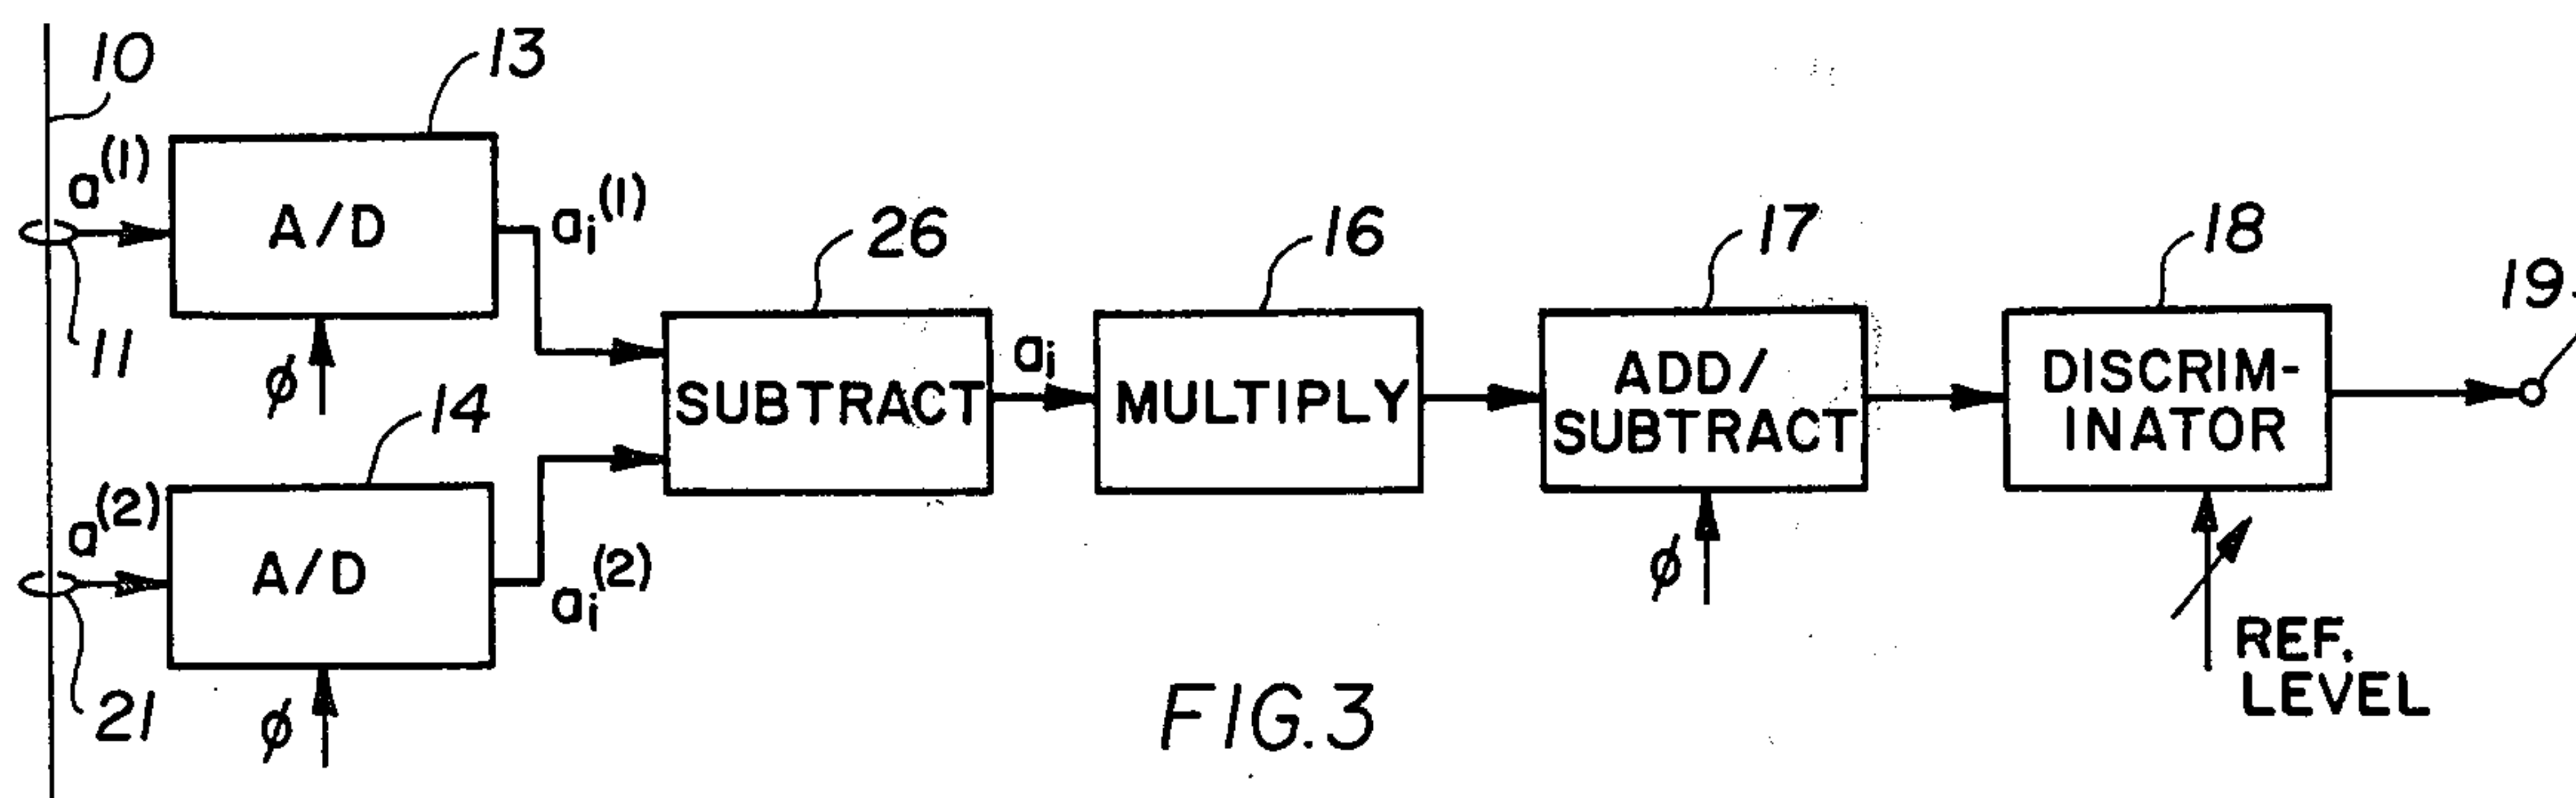 10
13
a(1)
A/D
ai(1)
11
ϕ
14
a(2)
A/D
ai(2)
21
ϕ
26
SUBTRACT
ai
16
MULTIPLY
17
ADD/
SUBTRACT
ϕ
18
DISCRIM-
INATOR
19
REF.
LEVEL
FIG.3